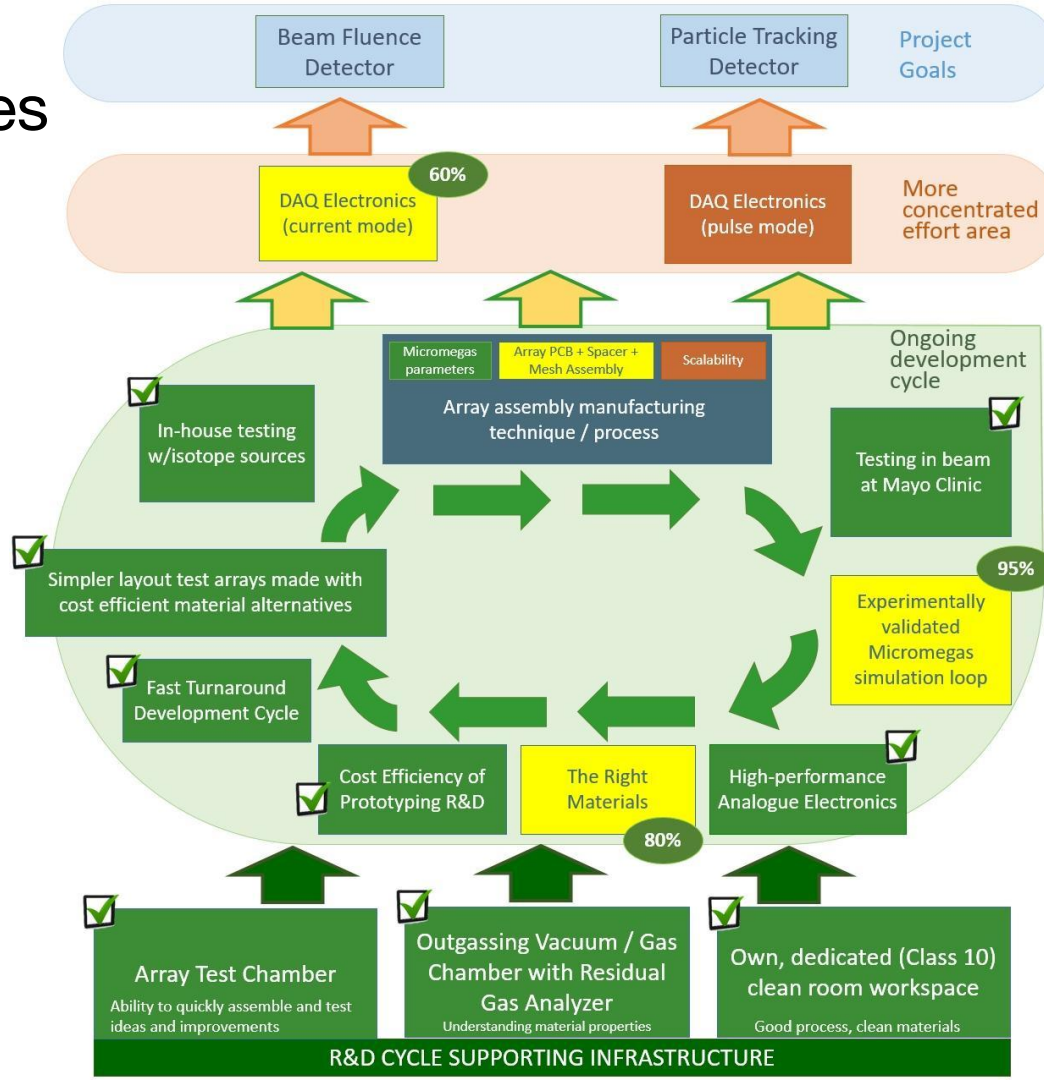 es
Beam Fluence
Detector
Particle Tracking
Detector
Project
Goals
60%
DAQ Electronics
(current mode)
DAQ Electronics
(pulse mode)
More
concentrated
effort area
Micromegas
parameters
Array PCB + Spacer +
Mesh Assembly
Scalability
Array assembly manufacturing
technique / process
Ongoing
development
cycle
In-house testing
w/isotope sources
Testing in beam
at Mayo Clinic
Simpler layout test arrays made with
cost efficient material alternatives
95%
Experimentally
validated
Micromegas
simulation loop
Fast Turnaround
Development Cycle
Cost Efficiency of
Prototyping R&D
The Right
Materials
80%
High-performance
Analogue Electronics
Array Test Chamber
Ability to quickly assemble and test
ideas and improvements
Outgassing Vacuum / Gas
Chamber with Residual
Gas Analyzer
Understanding material properties
Own, dedicated (Class 10)
clean room workspace
Good process, clean materials
R&D CYCLE SUPPORTING INFRASTRUCTURE